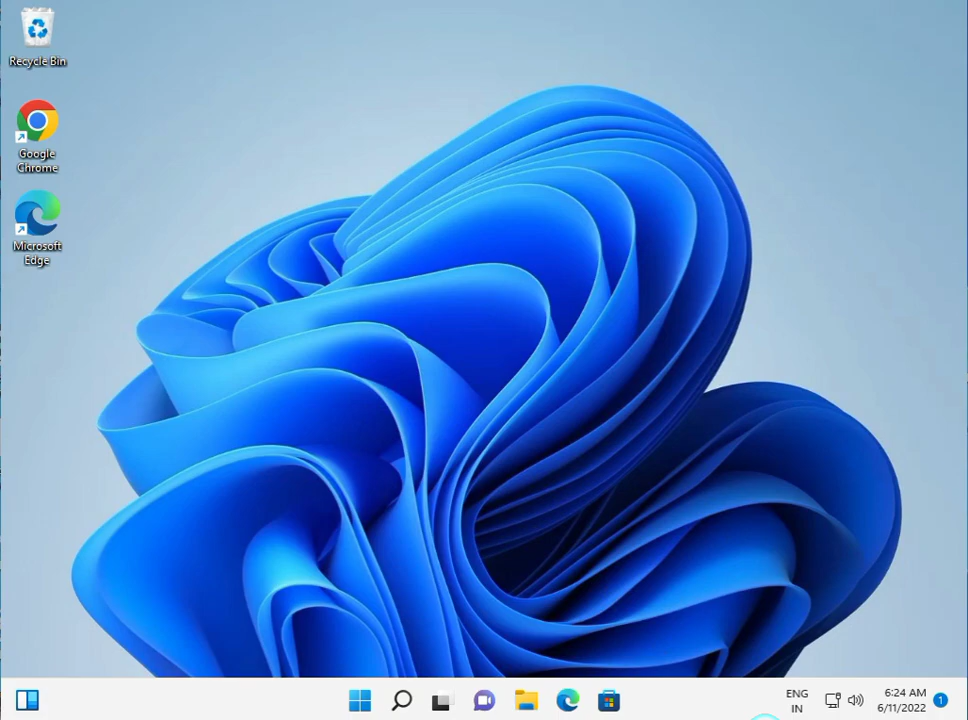 Recycle Bin
Google
Chrome
Microsoft
Edge
ENG
IN
6:24 AM
6/11/2022
1